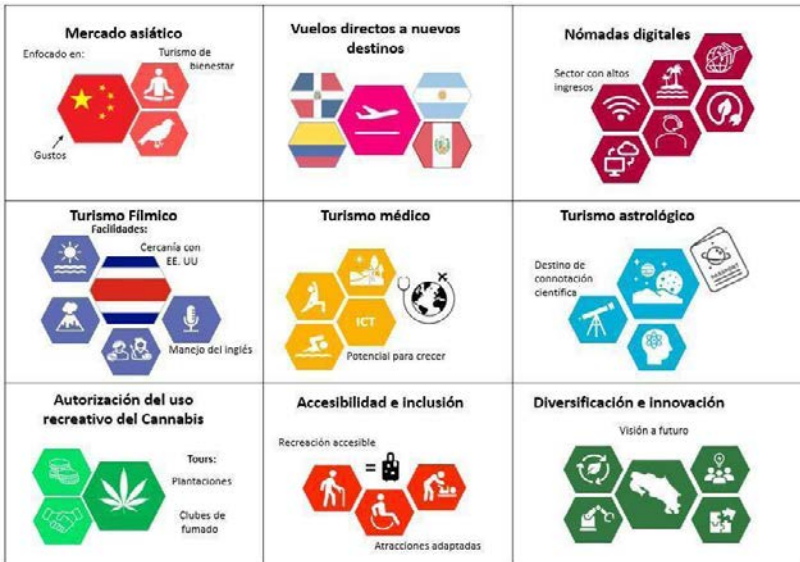 Mercado asiático
Enfocado en:
Turismo de
bienestar
Gustos
Vuelos directos a nuevos
destinos
Nómadas digitales
Sector con altos
ingresos
Turismo Fílmico
Facilidades:
Cercanía con
EE. UU
Manejo del inglés
Turismo médico
ICT
Potencial para crecer
Turismo astrológico
Destino de
connotación
científica
PASSPORT
Autorización del uso
recreativo del Cannabis
Tours:
Plantaciones
Clubes de
fumado
Accesibilidad e inclusión
Recreación accesible
=
Atracciones adaptadas
Diversificación e innovación
Visión a futuro